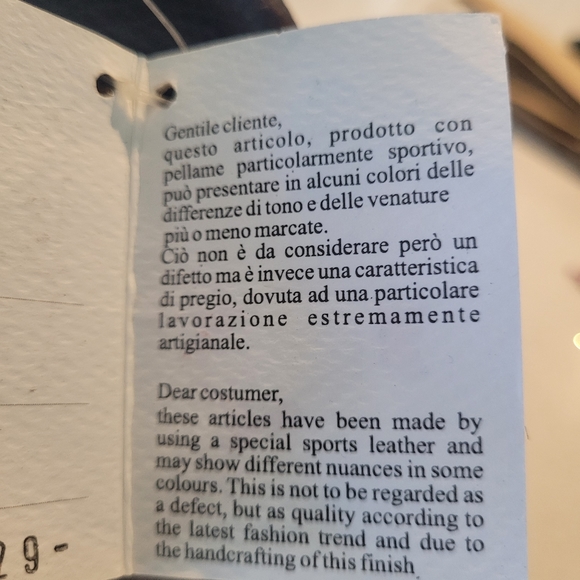 Gentile cliente,
questo articolo, prodotto con
pellame particolarmente sportivo,
può presentare in alcuni colori delle
differenze di tono e delle venature
più o meno marcate.
Ciò non è da considerare però un
difetto ma è invece una caratteristica
di pregio, dovuta ad una particolare
lavorazione estremamente
artigianale.
Dear costumer,
these articles have been made by
using a special sports leather and
may show different nuances in some
colours. This is not to be regarded as
a defect, but as quality according to
the latest fashion trend and due to
the handcrafting of this finish